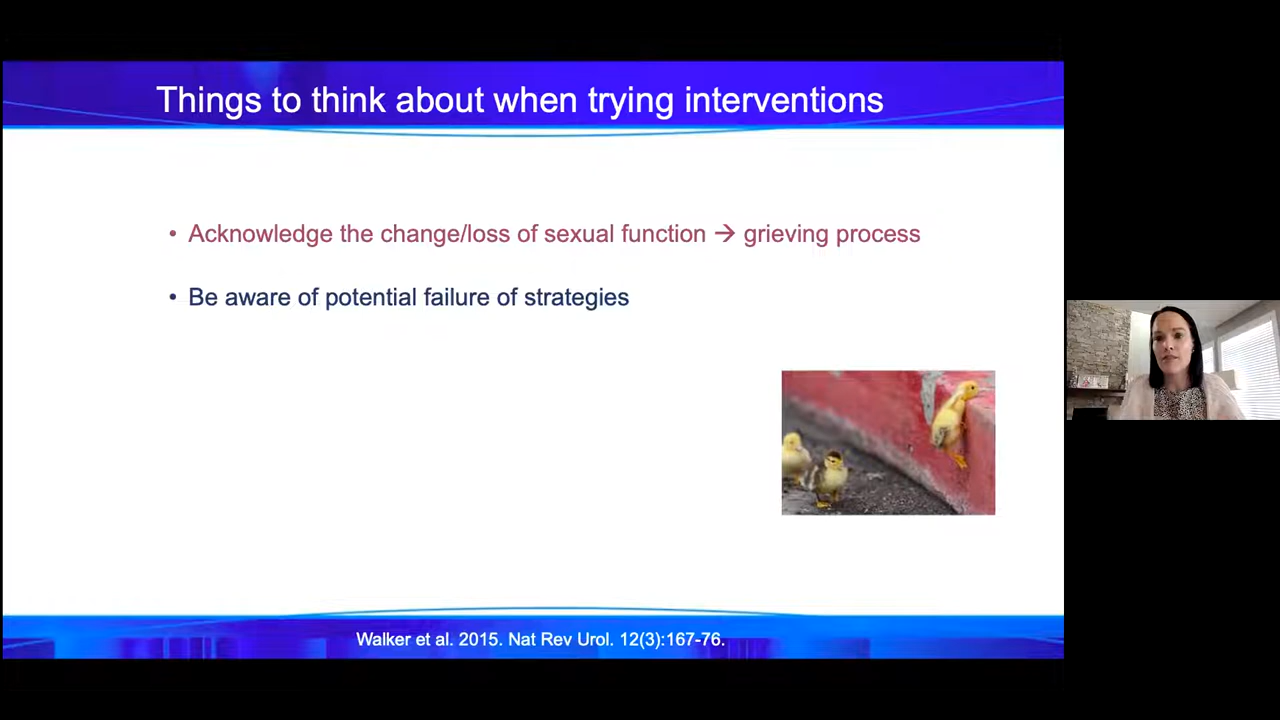 Things to think about when trying interventions
• Acknowledge the change/loss of sexual function → grieving process
• Be aware of potential failure of strategies
Walker et al. 2015. Nat Rev Urol. 12(3):167-76.